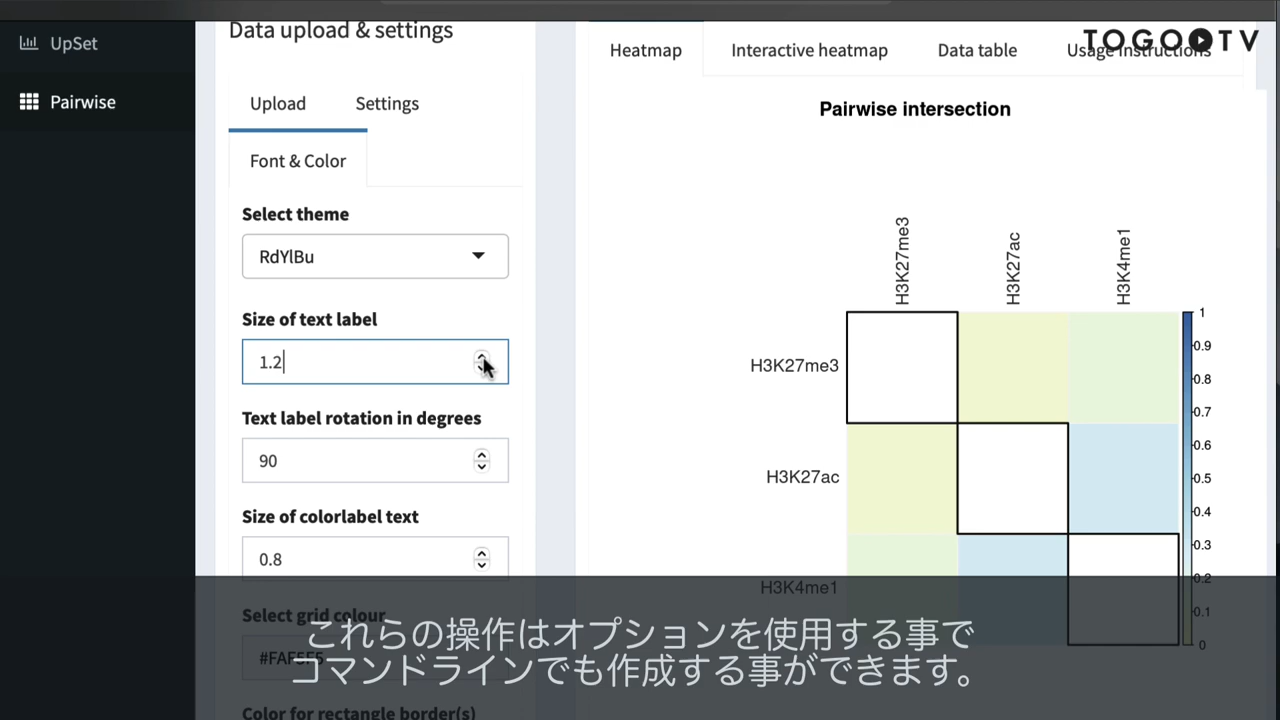 UpSet
Pairwise
Data upload & settings
Upload
Settings
Font & Color
Select theme
RdYlBu
Size of text label
1.2
Text label rotation in degrees
90
Size of colorlabel text
0.8
Select grid colour
#FAF5F5
Color for rectangle border(s)
TOGO TV
Heatmap
Interactive heatmap
Data table
Usage Instructions
Pairwise intersection
H3K27me3
H3K27ac
H3K4me1
H3K27me3
H3K27ac
H3K4me1
1
0.9
0.8
0.7
0.6
0.5
0.4
0.3
0.2
0.1
0
これらの操作はオプションを使用する事で
コマンドラインでも作成する事ができます。